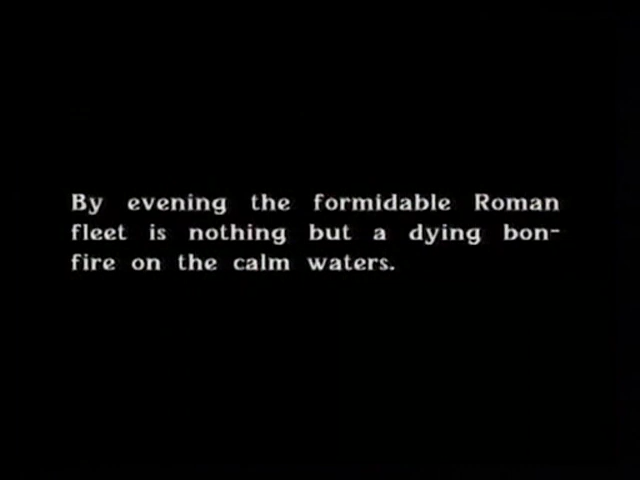 By evening the formidable Roman
fleet is nothing but a dying bon-
fire on the calm waters.